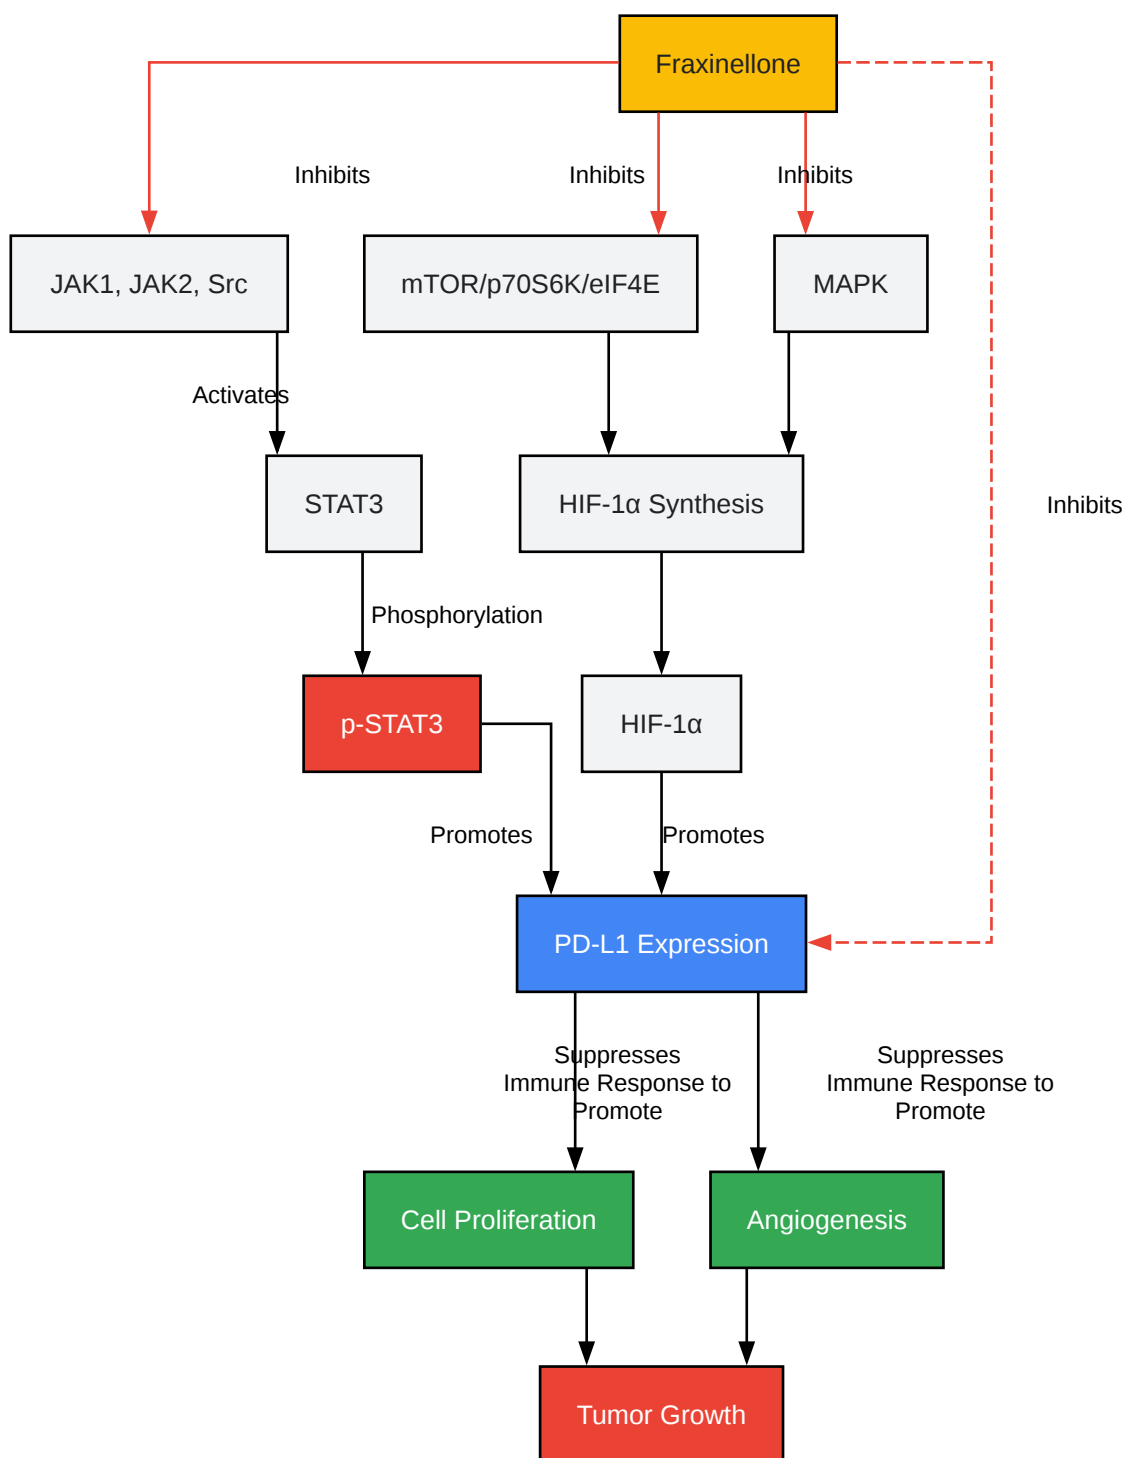 Fraxinellone
Inhibits
Inhibits
Inhibits
JAK1, JAK2, Src
mTOR/p70S6K/eIF4E
MAPK
Activates
STAT3
HIF-1α Synthesis
Inhibits
Phosphorylation
p-STAT3
HIF-1α
Promotes
Promotes
PD-L1 Expression
Suppresses
Immune Response to
Promote
Suppresses
Immune Response to
Promote
Cell Proliferation
Angiogenesis
Tumor Growth